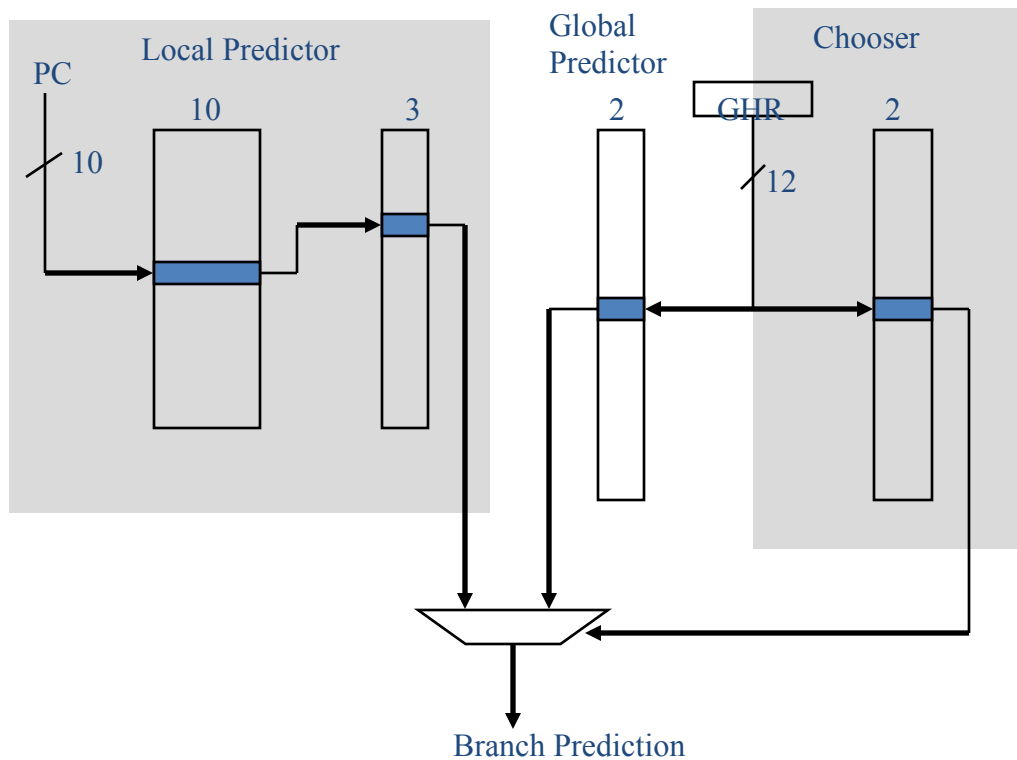 Local Predictor
Global
Predictor
Chooser
PC
10
3
2
GHR
2
10
12
Branch Prediction